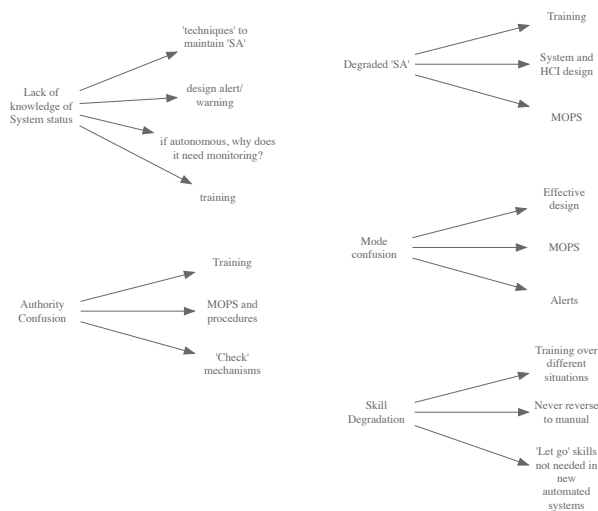 'techniques' to
maintain 'SA'
Lack of
knowledge of
System status
design alert/
warning
if autonomous, why does
it need monitoring?
training
Authority
Confusion
Training
MOPS and
procedures
'Check'
mechanisms
Degraded 'SA'
Training
System and
HCI design
MOPS
Mode
confusion
Effective
design
MOPS
Alerts
Skill
Degradation
Training over
different
situations
Never reverse
to manual
'Let go' skills
not needed in
new
automated
systems